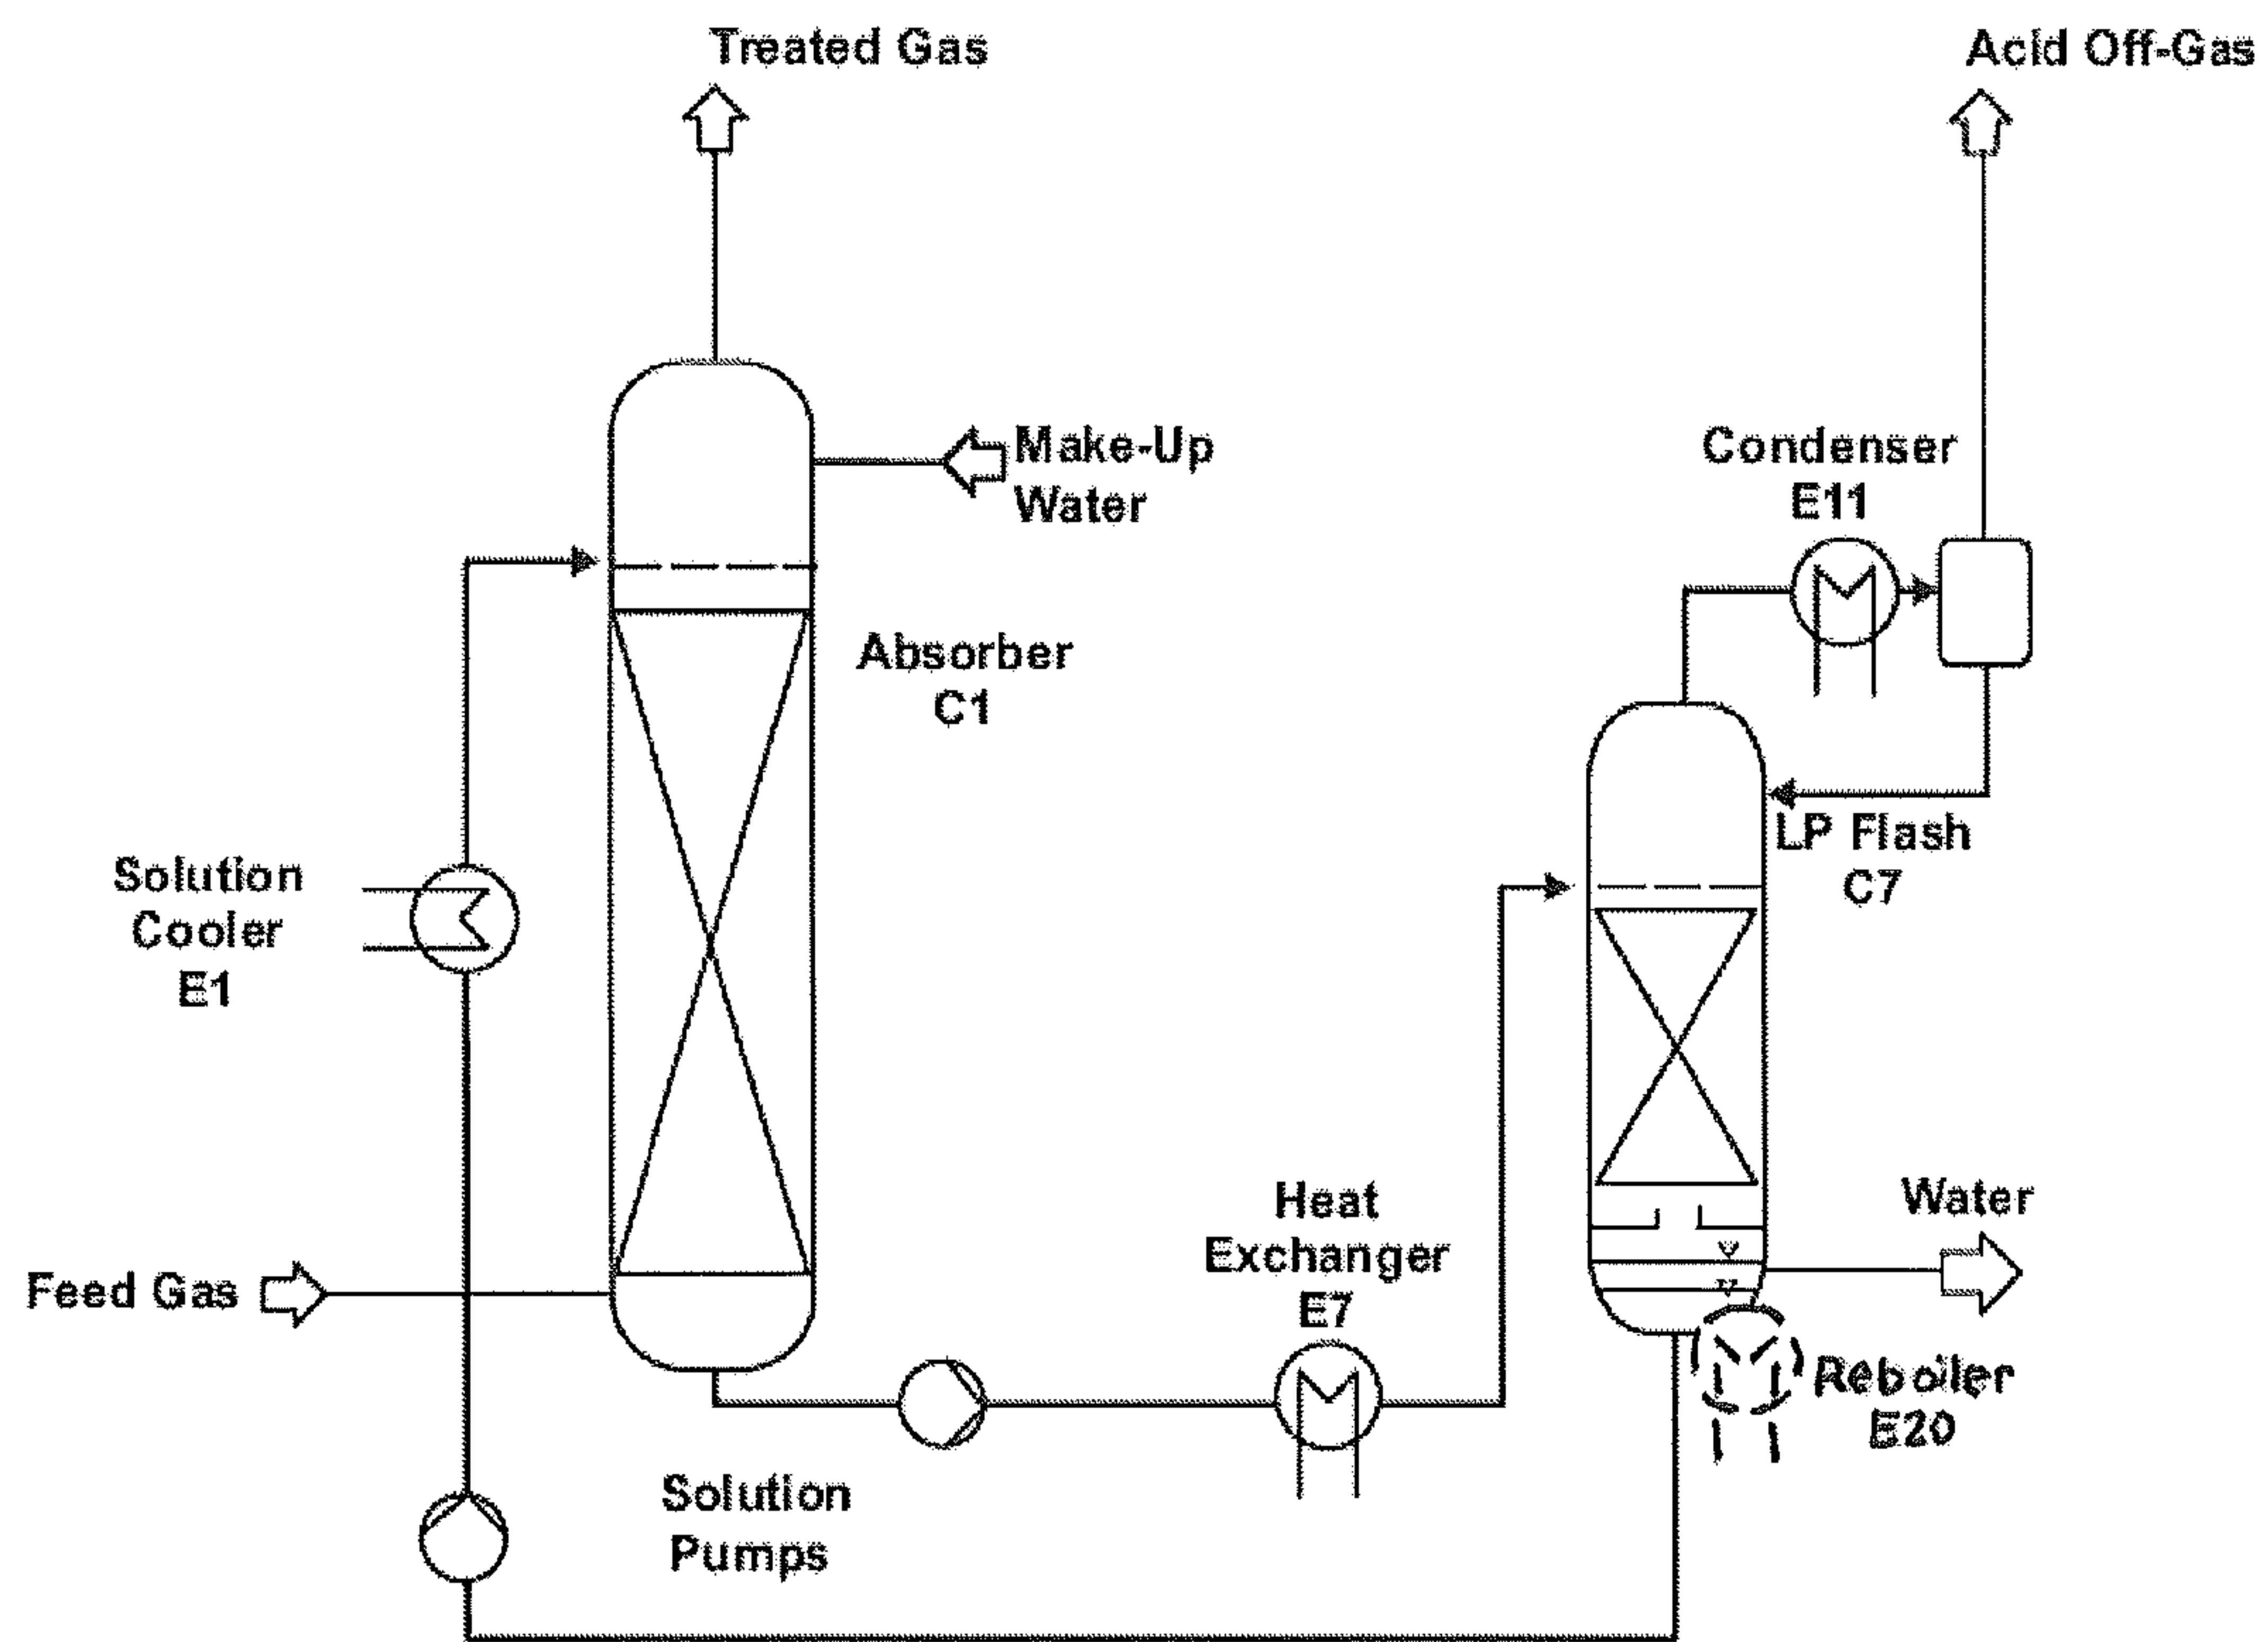 Treated Gas
Acid Off-Gas
Make-Up
Water
Condenser
E11
Absorber
C1
LP Flash
C7
Solution
Cooler
E1
Heat
Exchanger
E7
Water
Feed Gas
Reboiler
E20
Solution
Pumps